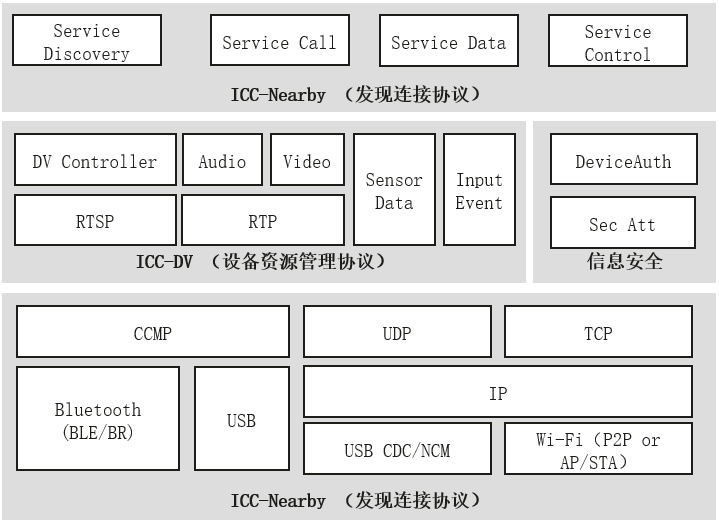 Service
Discovery
Service Call
Service Data
Service
Control
ICC-Nearby （发现连接协议）
DV Controller
Audio
Video
Sensor
Data
Input
Event
RTSP
RTP
ICC-DV （设备资源管理协议）
DeviceAuth
Sec Att
信息安全
CCMP
UDP
TCP
Bluetooth
(BLE/BR)
USB
IP
USB CDC/NCM
Wi-Fi（P2P or
AP/STA）
ICC-Nearby （发现连接协议）